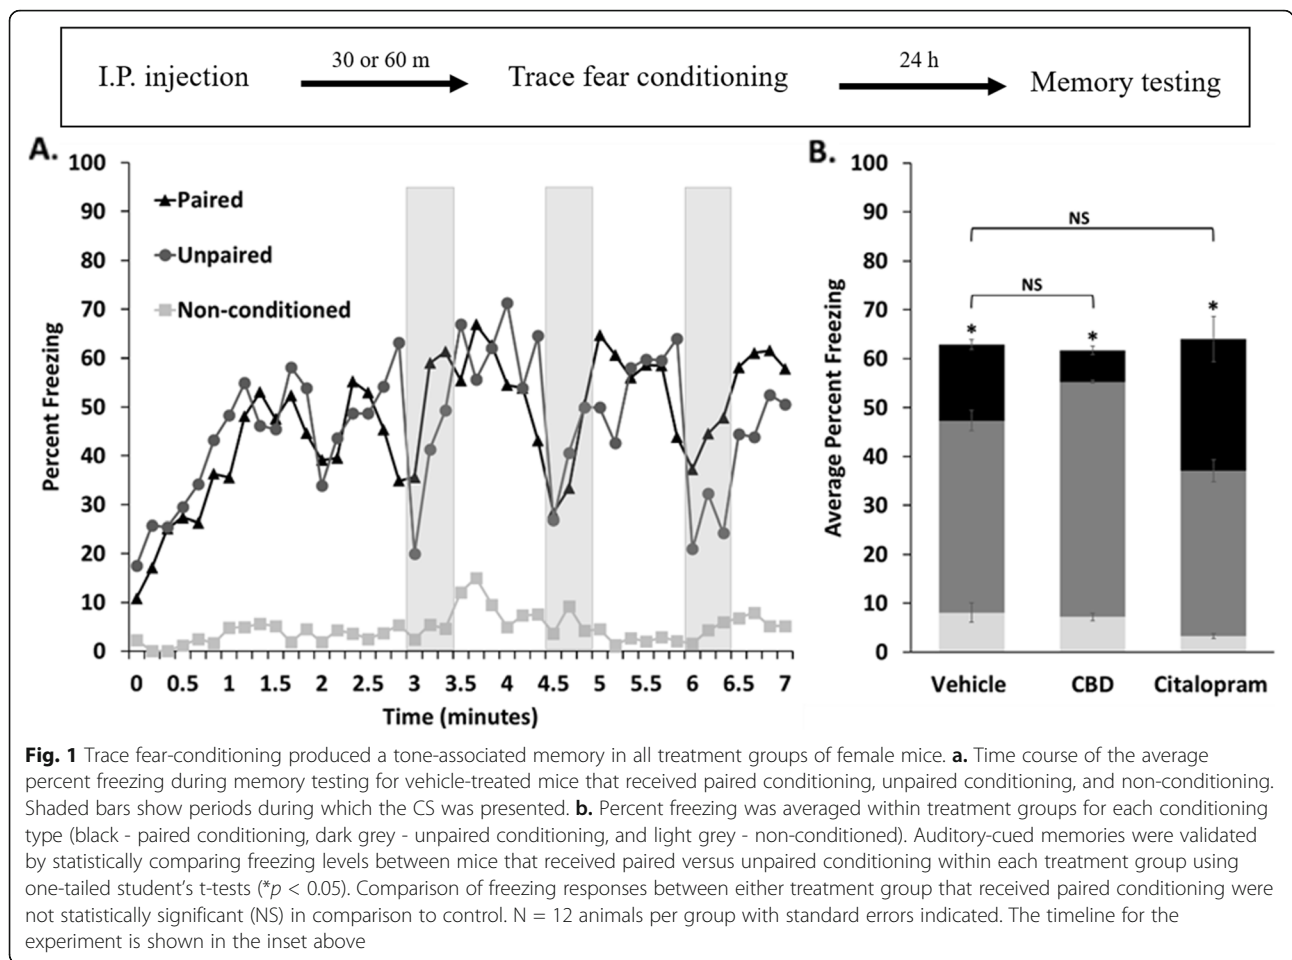 I.P. injection 30 or 60 m Trace fear conditioning 24 h Memory testing
A.
100
90
80
70
60
50
40
30
20
10
0
Percent Freezing
Paired
Unpaired
Non-conditioned
0 0.5 1 1.5 2 2.5 3 3.5 4 4.5 5 5.5 6 6.5 7
Time (minutes)
B.
100
90
80
70
60
50
40
30
20
10
0
Average Percent Freezing
NS
NS
* * *
Vehicle CBD Citalopram
Fig. 1 Trace fear-conditioning produced a tone-associated memory in all treatment groups of female mice. a. Time course of the average
percent freezing during memory testing for vehicle-treated mice that received paired conditioning, unpaired conditioning, and non-conditioning.
Shaded bars show periods during which the CS was presented. b. Percent freezing was averaged within treatment groups for each conditioning
type (black - paired conditioning, dark grey - unpaired conditioning, and light grey - non-conditioned). Auditory-cued memories were validated
by statistically comparing freezing levels between mice that received paired versus unpaired conditioning within each treatment group using
one-tailed student's t-tests (*p < 0.05). Comparison of freezing responses between either treatment group that received paired conditioning were
not statistically significant (NS) in comparison to control. N = 12 animals per group with standard errors indicated. The timeline for the
experiment is shown in the inset above